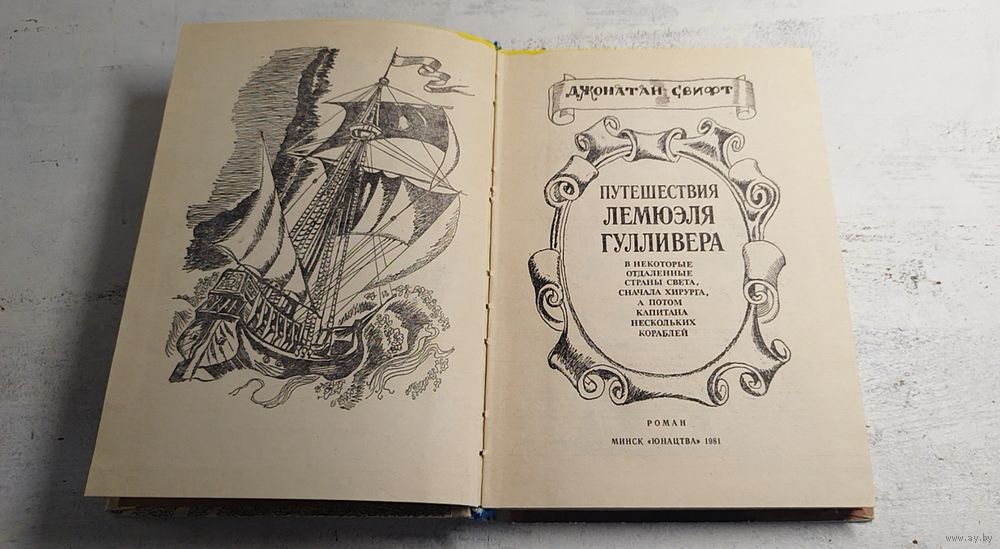 ДЖОНАТАН СВИФТ
ПУТЕШЕСТВИЯ
ЛЕМЮЭЛЯ
ГУЛЛИВЕРА
В НЕКОТОРЫЕ
ОТДАЛЕННЫЕ
СТРАНЫ СВЕТА,
СНАЧАЛА ХИРУРГА,
А ПОТОМ
КАПИТАНА
НЕСКОЛЬКИХ
КОРАБЛЕЙ
РОМАН
МИНСК «ЮНАЦТВА» 1981
www.ay.by